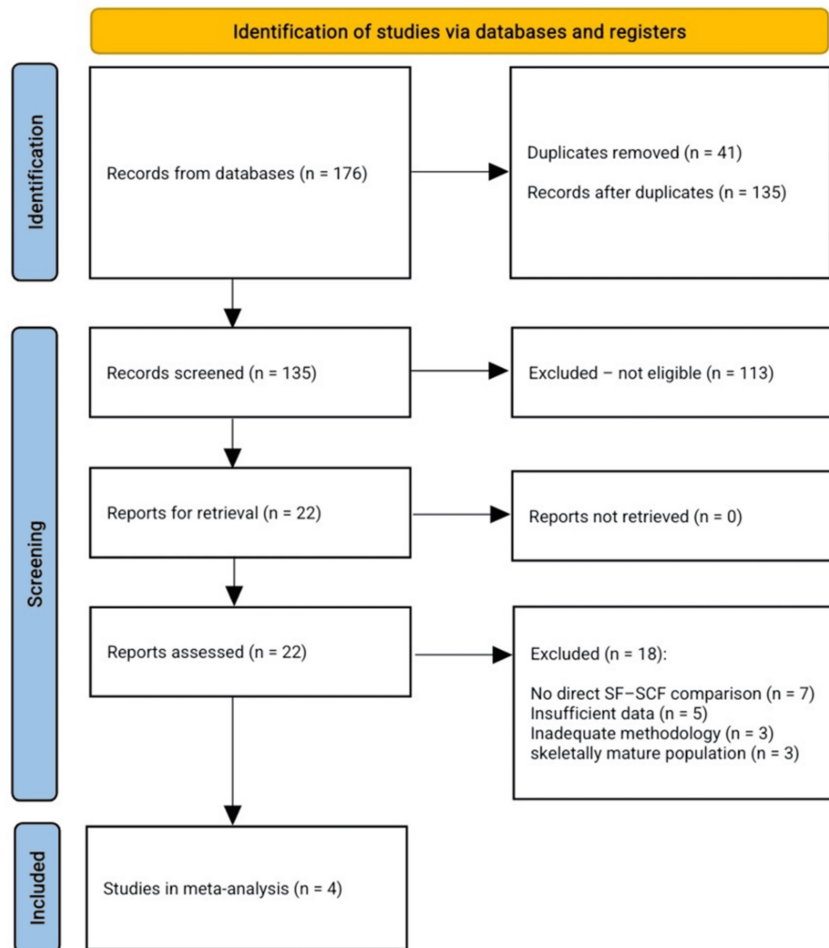 Identification of studies via databases and registers
Identification
Records from databases (n = 176)
Duplicates removed (n = 41)
Records after duplicates (n = 135)
Screening
Records screened (n = 135)
Excluded – not eligible (n = 113)
Reports for retrieval (n = 22)
Reports not retrieved (n = 0)
Reports assessed (n = 22)
Excluded (n = 18):
No direct SF–SCF comparison (n = 7)
Insufficient data (n = 5)
Inadequate methodology (n = 3)
skeletally mature population (n = 3)
Included
Studies in meta-analysis (n = 4)